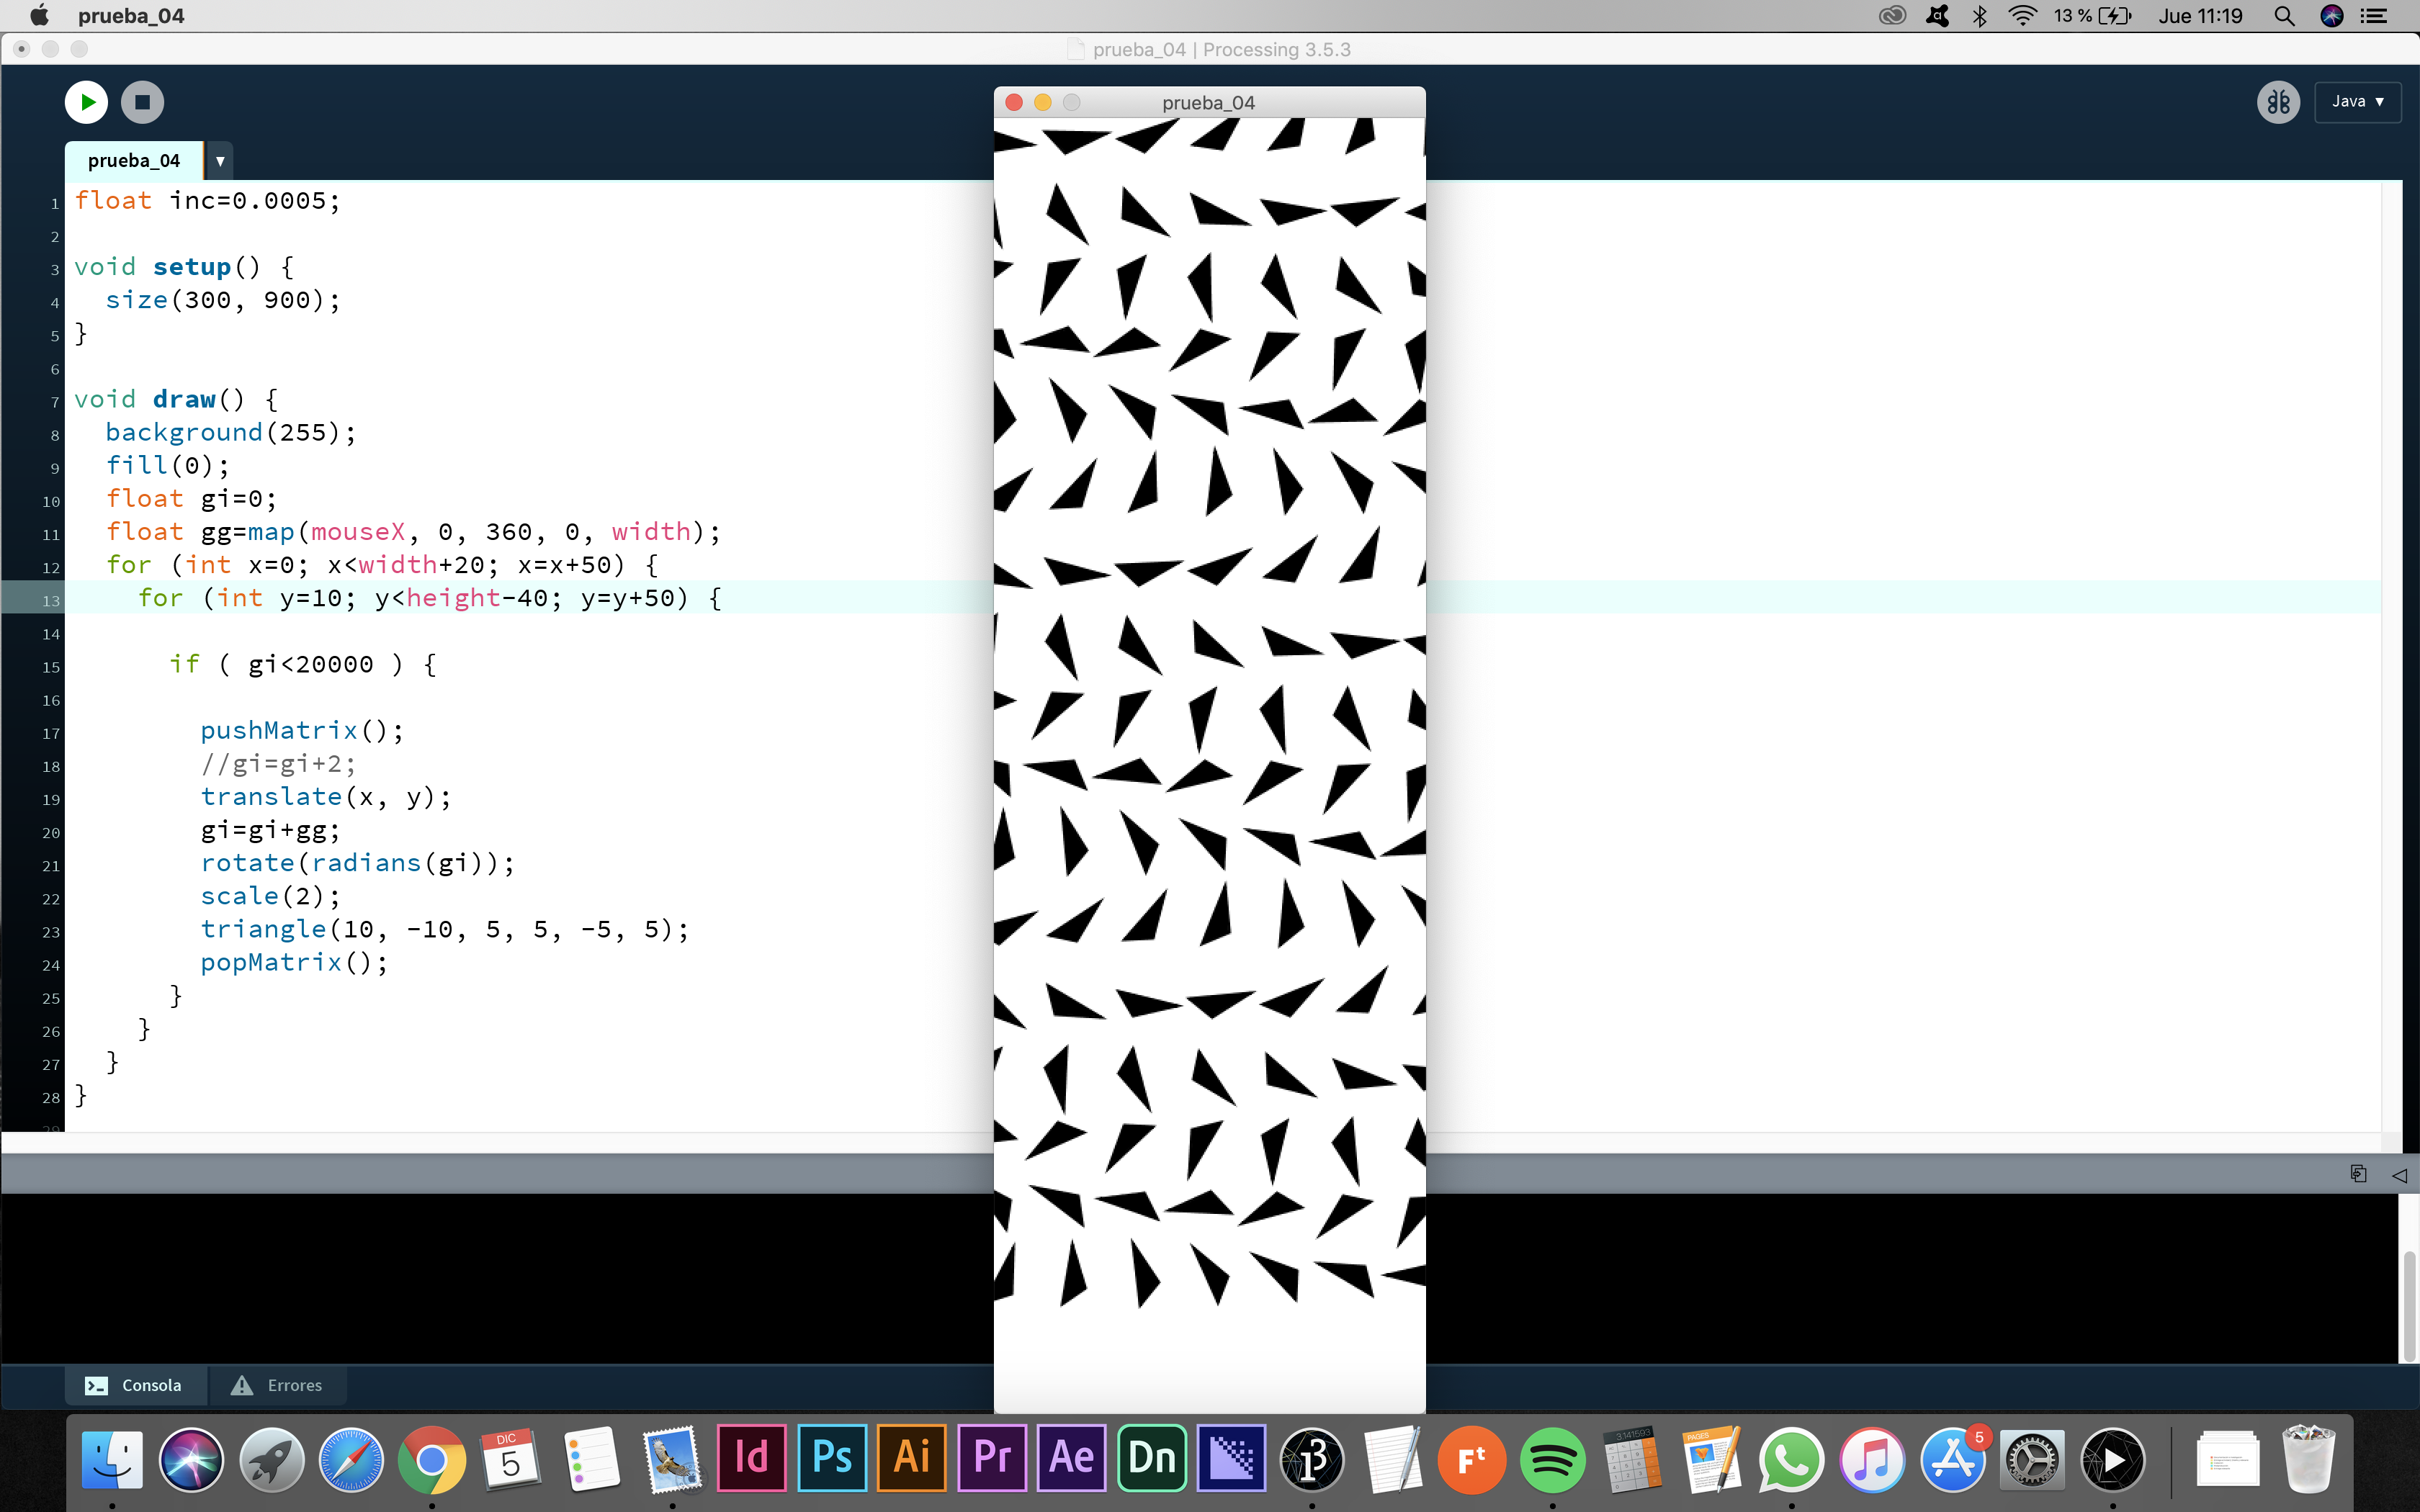 prueba_04
13 %
Jue 11:19
prueba_04 | Processing 3.5.3
prueba_04
Java ▼
prueba_04
1 float inc=0.0005;
2
3 void setup() {
4 size(300, 900);
5 }
6
7 void draw() {
8 background(255);
9 fill(0);
10 float gi=0;
11 float gg=map(mouseX, 0, 360, 0, width);
12 for (int x=0; x<width+20; x=x+50) {
13 for (int y=10; y<height-40; y=y+50) {
14
15 if ( gi<20000 ) {
16
17 pushMatrix();
18 //gi=gi+2;
19 translate(x, y);
20 gi=gi+gg;
21 rotate(radians(gi));
22 scale(2);
23 triangle(10, -10, 5, 5, -5, 5);
24 popMatrix();
25 }
26 }
27 }
28 }
29
Consola
Errores
DIC
5
Id
Ps
Ai
Pr
Ae
Dn
13
Ft
3.141593
PAGES
5